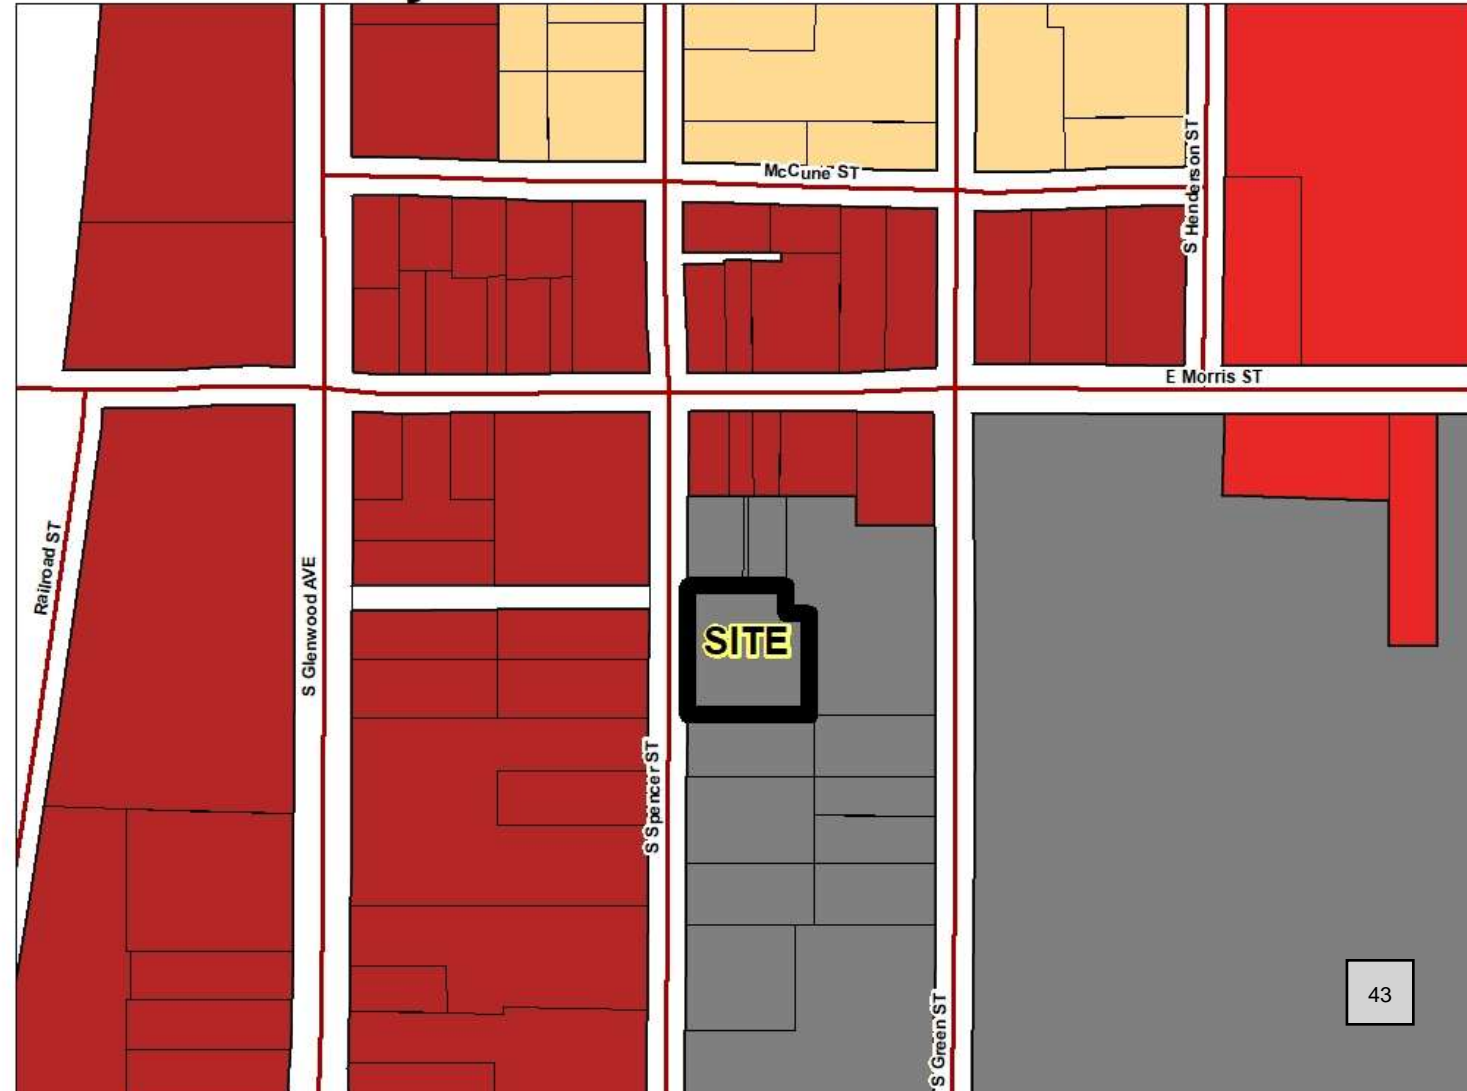 McCune ST
S Henderson ST
E Morris ST
Railroad ST
S Glenwood AVE
SITE
S Spencer ST
S Green ST
43